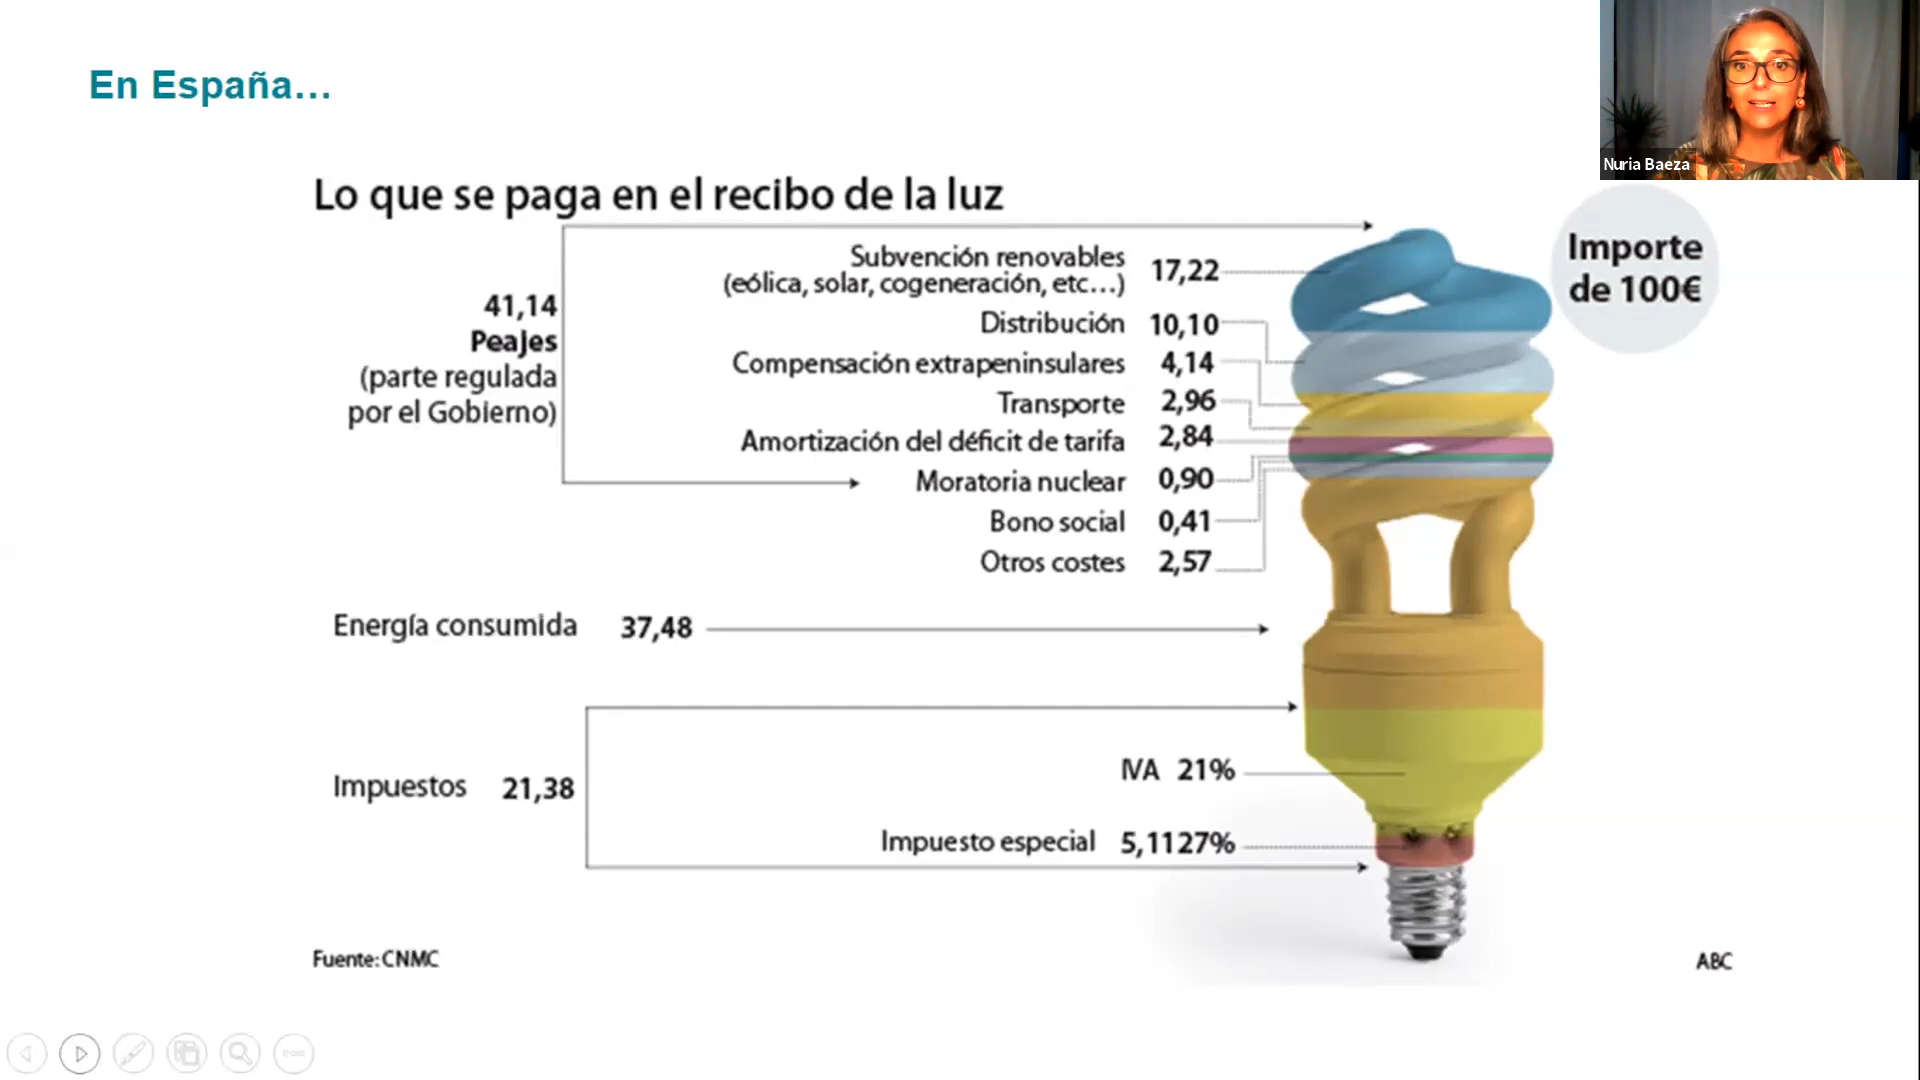 En España...
Nuria Baeza
Lo que se paga en el recibo de la luz
Importe
de 100€
41,14
Peajes
(parte regulada
por el Gobierno)
Subvención renovables
(eólica, solar, cogeneración, etc...) 17,22
Distribución 10,10
Compensación extrapeninsulares 4,14
Transporte 2,96
Amortización del déficit de tarifa 2,84
Moratoria nuclear 0,90
Bono social 0,41
Otros costes 2,57
Energía consumida 37,48
Impuestos 21,38
IVA 21%
Impuesto especial 5,1127%
Fuente: CNMC
ABC